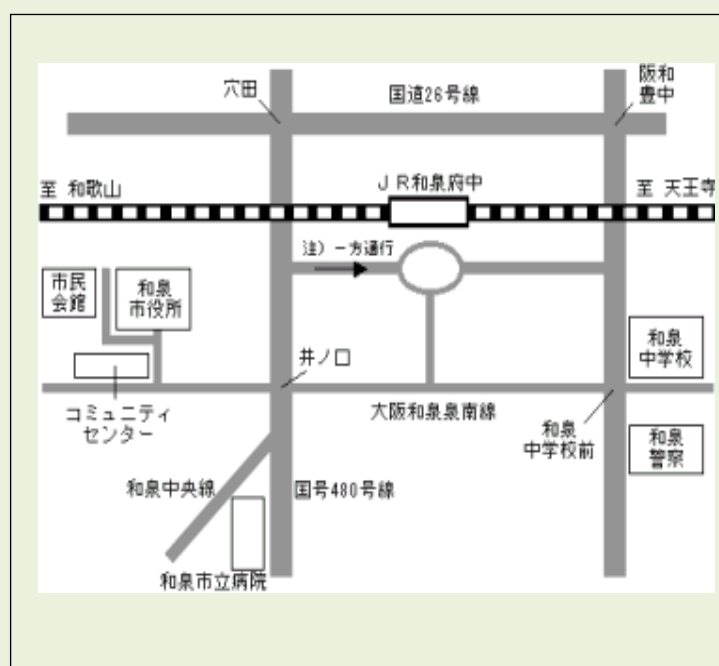 穴田
国道26号線
阪和
豊中
至 和歌山
JR和泉府中
至 天王寺
注) 一方通行
市民
会館
和泉
市役所
和泉
中学校
井ノ口
コミュニティ
センター
大阪和泉泉南線
和泉
中学校前
和泉
警察
和泉中央線
国号480号線
和泉市立病院